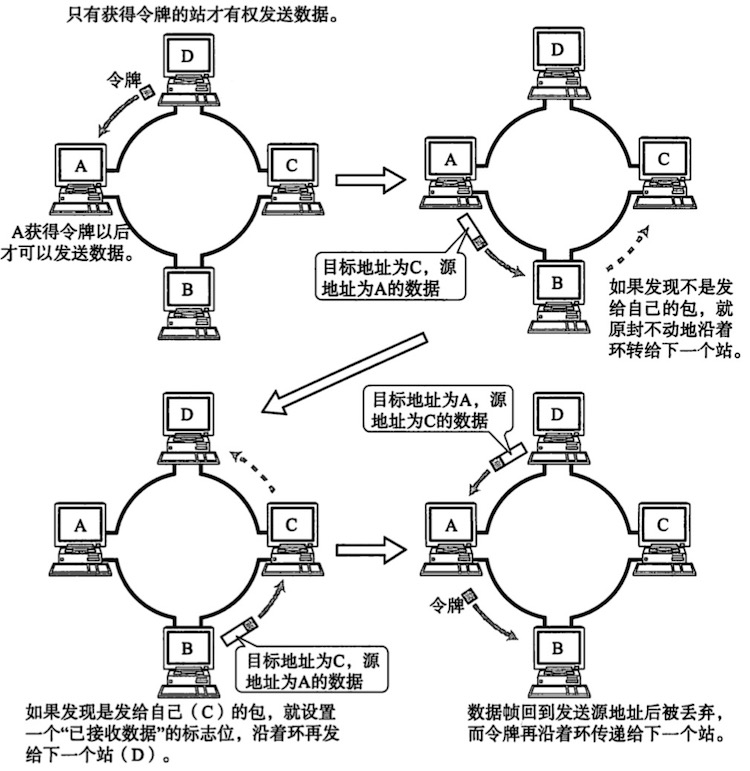 只有获得令牌的站才有权发送数据。
D
令牌
A
C
A获得令牌以后
才可以发送数据。
B
D
A
C
目标地址为C，源
地址为A的数据
B
如果发现不是发
给自己的包，就
原封不动地沿着
环转给下一个站。
D
A
C
B
目标地址为C，源
地址为A的数据
如果发现是发给自己（C）的包，就设置
一个“已接收数据”的标志位，沿着环再发
给下一个站（D）。
目标地址为A，源
地址为C的数据
D
A
C
令牌
B
数据帧回到发送源地址后被丢弃，
而令牌再沿着环传递给下一个站。